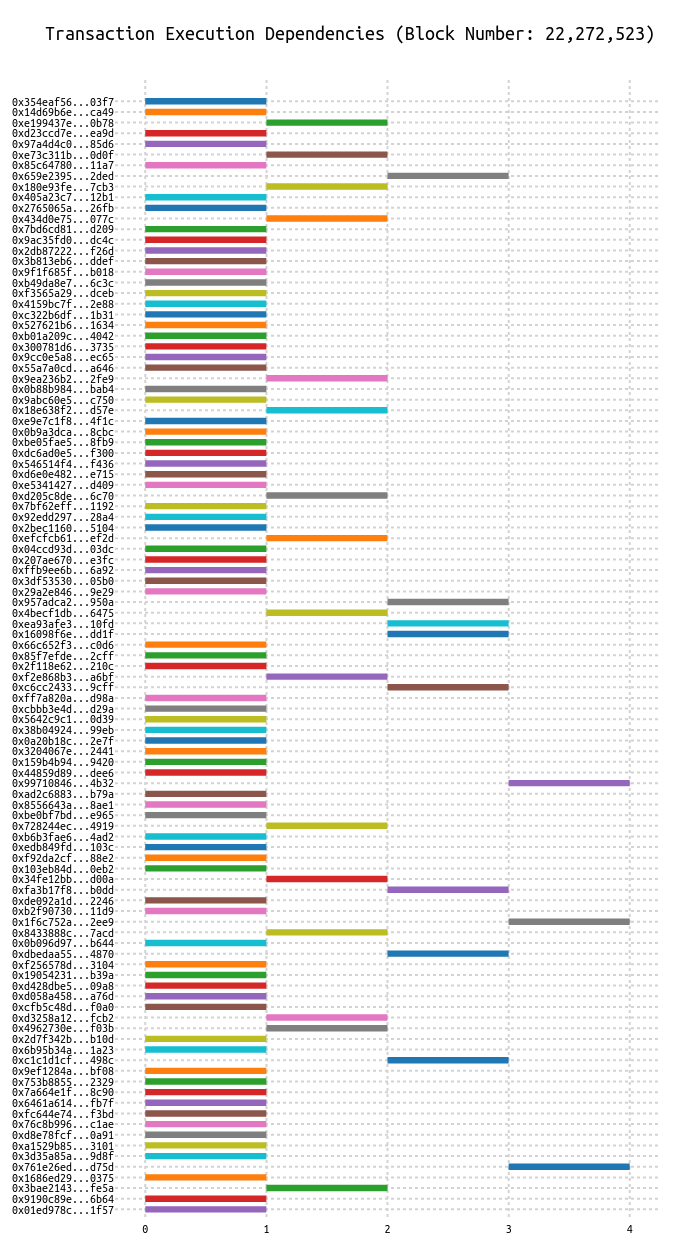 Transaction Execution Dependencies (Block Number: 22,272,523)
0x354eaf56...03f7
0x14d69b6e...ca49
0xe199437e...0b78
0xd23ccd7e...ea9d
0x97a4d4c0...85d6
0xe73c311b...0d0f
0x85c64780...11a7
0x659e2395...2ded
0x180e93fe...7cb3
0x405a23c7...12b1
0x2765065a...26fb
0x434d0e75...077c
0x7bd6cd81...d209
0x9ac35fd0...dc4c
0x2db87222...f26d
0x3b813eb6...ddef
0x9f1f685f...b018
0xb49da8e7...6c3c
0xf3565a29...dceb
0x4159bc7f...2e88
0xc322b6df...1b31
0x527621b6...1634
0xb01a209c...4042
0x300781d6...3735
0x9cc0e5a8...ec65
0x55a7a0cd...a646
0x9ea236b2...2fe9
0x0b88b984...bab4
0x9abc60e5...c750
0x18e638f2...d57e
0xe9e7c1f8...4f1c
0x0b9a3dca...8cbc
0xbe05fae5...8fb9
0xdc6ad0e5...f300
0x546514f4...f436
0xd6e0e482...e715
0xe5341427...d409
0xd205c8de...6c70
0x7bf62eff...1192
0x92edd297...28a4
0x2bec1160...5104
0xefcfcb61...ef2d
0x04ccd93d...03dc
0x207ae670...e3fc
0xffb9ee6b...6a92
0x3df53530...05b0
0x29a2e846...9e29
0x957adca2...950a
0x4becf1db...6475
0xea93afe3...10fd
0x16098f6e...dd1f
0x66c652f3...c0d6
0x85f7efde...2cff
0x2f118e62...210c
0xf2e868b3...a6bf
0xc6cc2433...9cff
0xff7a820a...d98a
0xcbbb3e4d...d29a
0x5642c9c1...0d39
0x38b04924...99eb
0x0a20b18c...2e7f
0x3204067e...2441
0x159b4b94...9420
0x44859d89...dee6
0x99710846...4b32
0xad2c6883...b79a
0x8556643a...8ae1
0xbe0bf7bd...e965
0x728244ec...4919
0xb6b3fae6...4ad2
0xedb849fd...103c
0xf92da2cf...88e2
0x103eb84d...0eb2
0x34fe12bb...d00a
0xfa3b17f8...b0dd
0xde092a1d...2246
0xb2f90730...11d9
0x1f6c752a...2ee9
0x8433888c...7acd
0x0b096d97...b644
0xdbedaa55...4870
0xf256578d...3104
0x19054231...b39a
0xd428dbe5...09a8
0xd058a458...a76d
0xcfb5c48d...f0a0
0xd3258a12...fcb2
0x4962730e...f03b
0x2d7f342b...b10d
0x6b95b34a...1a23
0xc1c1d1cf...498c
0x9ef1284a...bf08
0x753b8855...2329
0x7a664e1f...8c90
0x6461a614...fb7f
0xfc644e74...f3bd
0x76c8b996...c1ae
0xd8e78fcf...0a91
0xa1529b85...3101
0x3d35a85a...9d8f
0x761e26ed...d75d
0x1686ed29...0375
0x3bae2143...fe5a
0x9190c89e...6b64
0x01ed978c...1f57
0 1 2 3 4